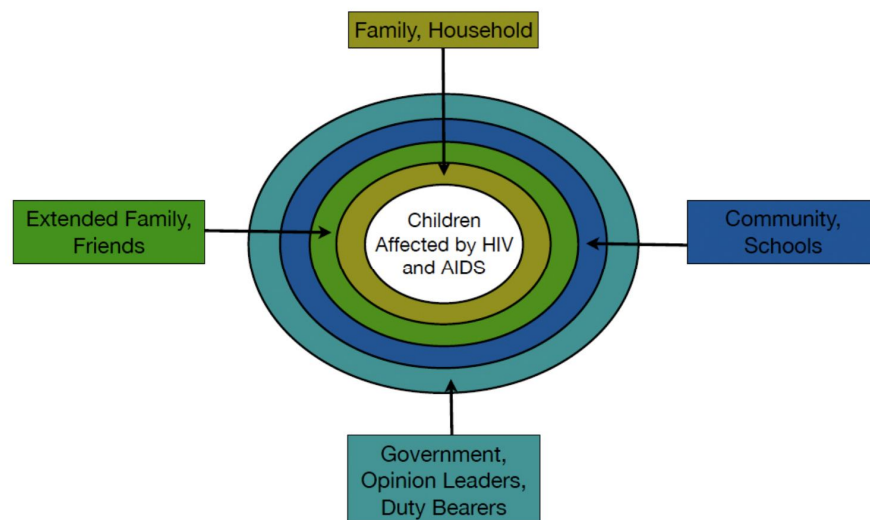 Family, Household
Extended Family,
Friends
Children
Affected by HIV
and AIDS
Community,
Schools
Government,
Opinion Leaders,
Duty Bearers